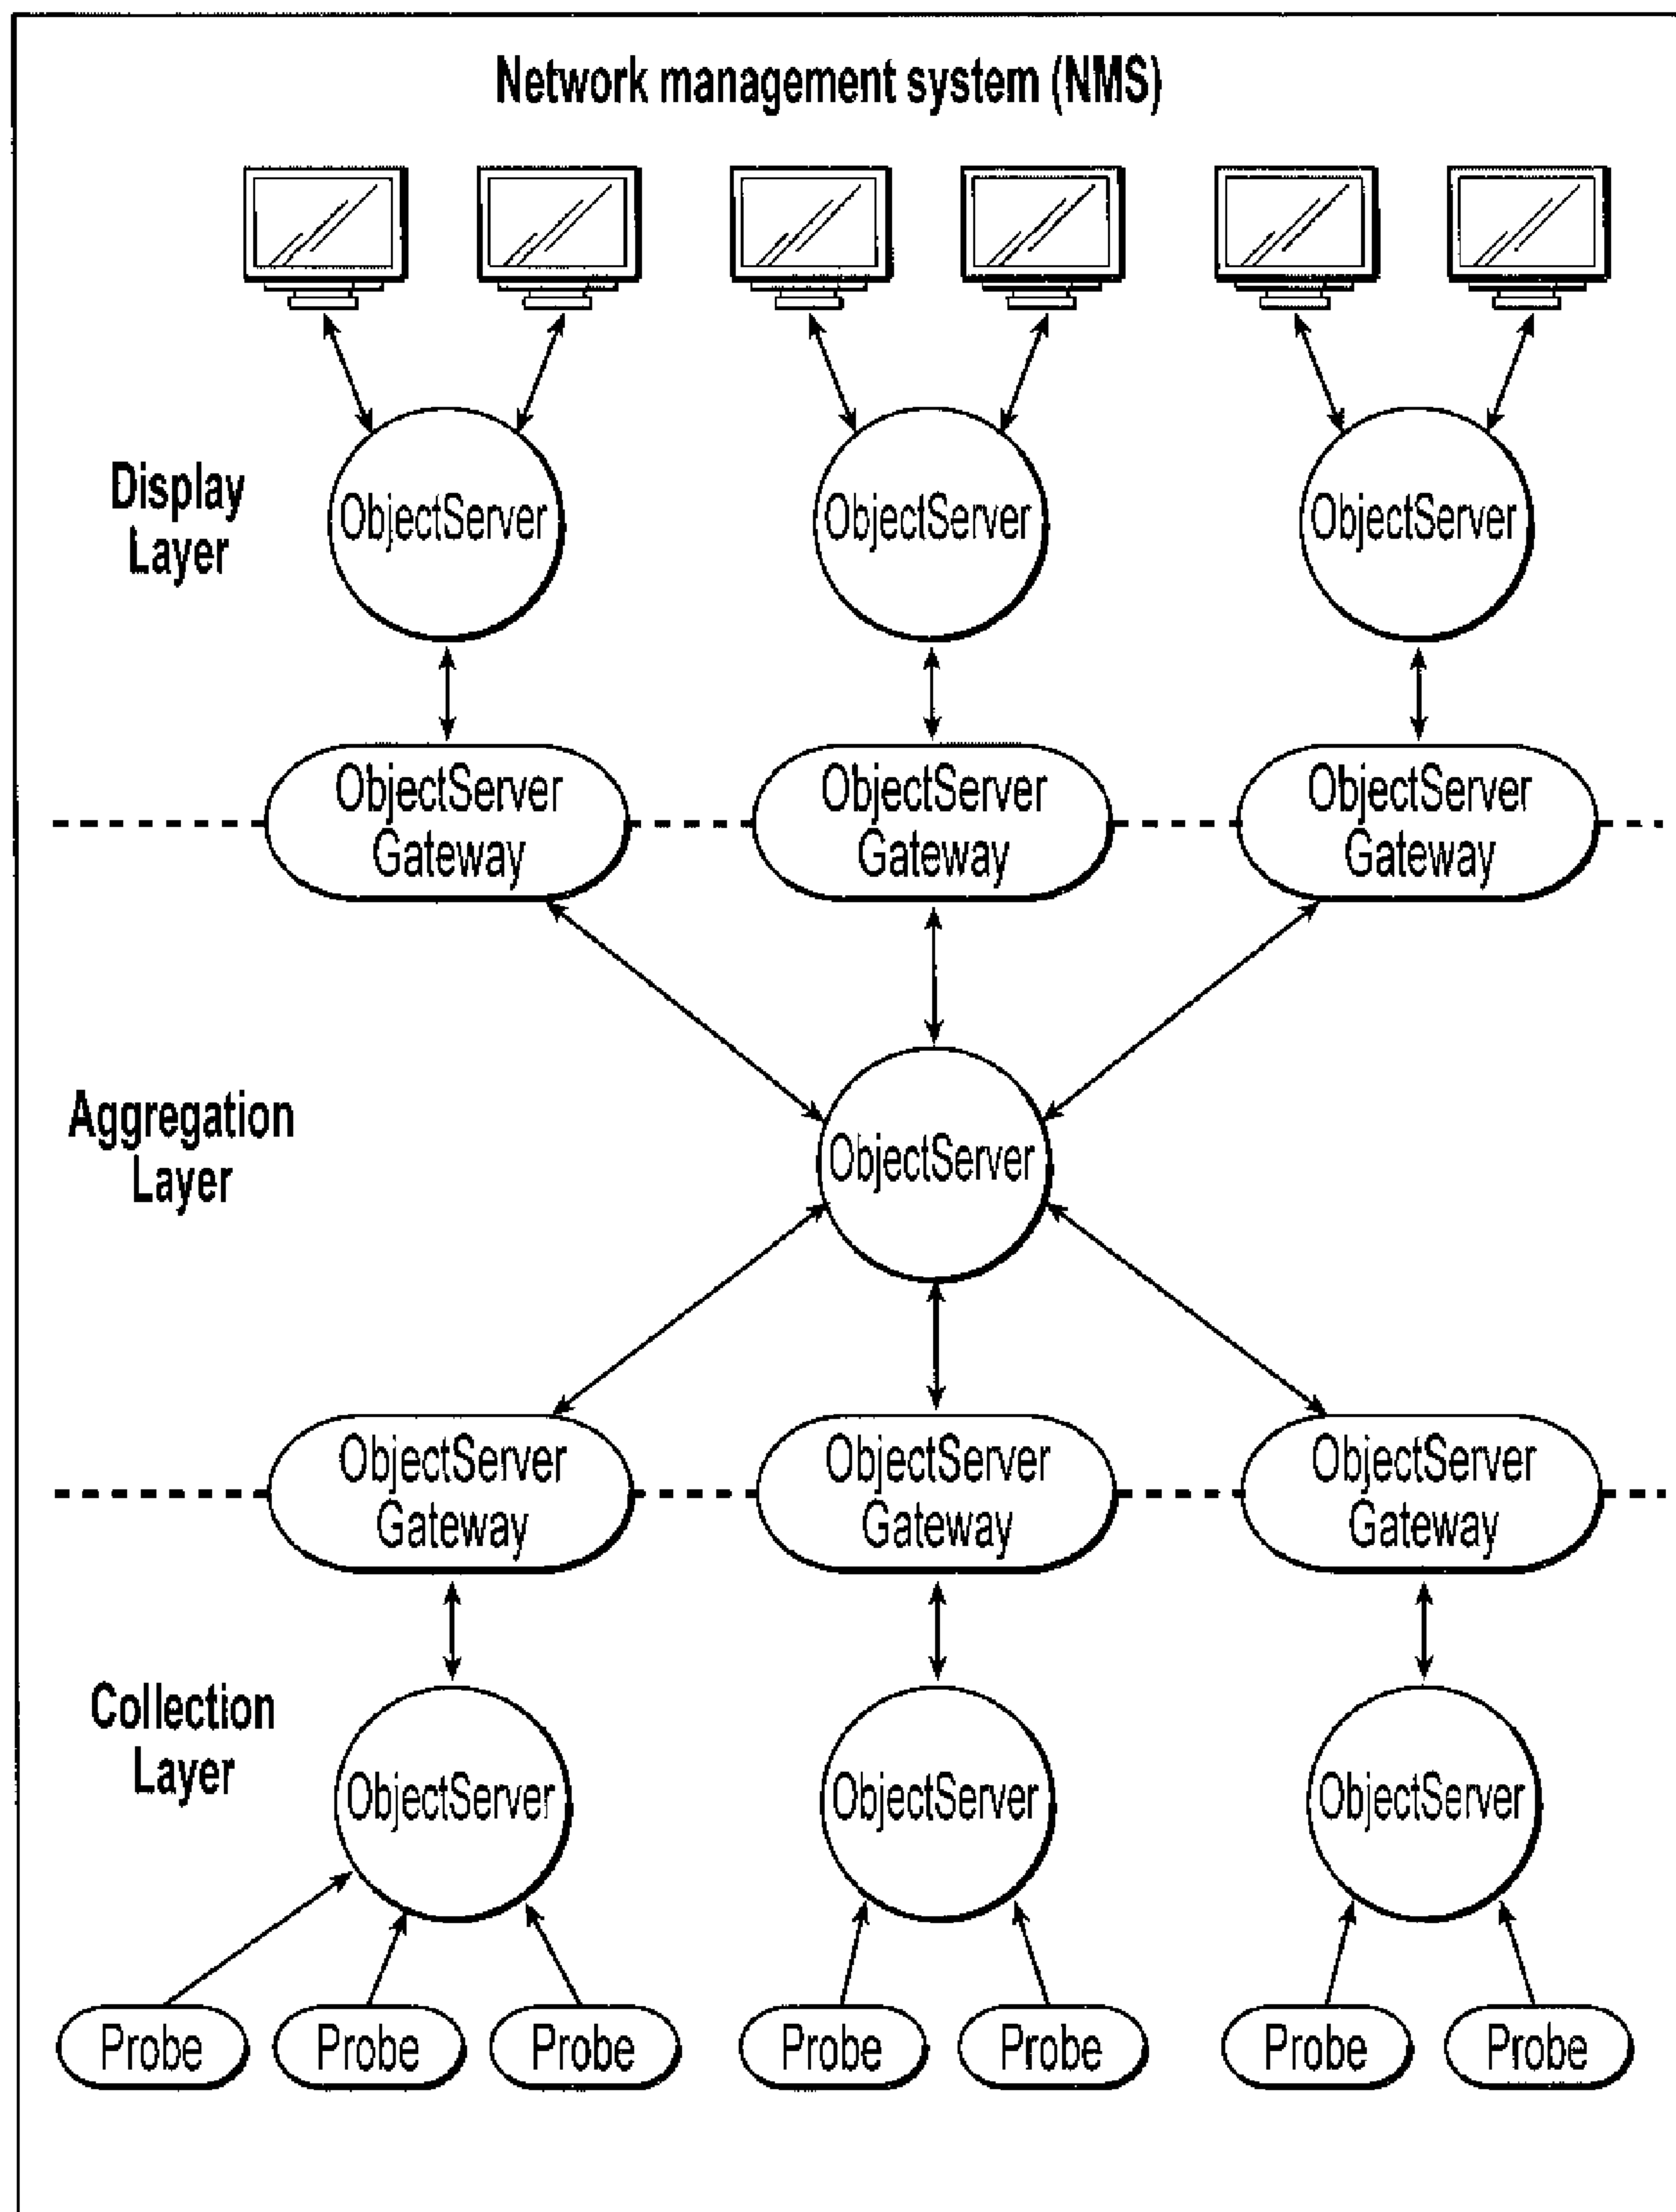 Network management system (NMS)
Display
Layer
ObjectServer
ObjectServer
ObjectServer
ObjectServer
Gateway
ObjectServer
Gateway
ObjectServer
Gateway
Aggregation
Layer
ObjectServer
ObjectServer
Gateway
ObjectServer
Gateway
ObjectServer
Gateway
Collection
Layer
ObjectServer
ObjectServer
ObjectServer
Probe
Probe
Probe
Probe
Probe
Probe
Probe